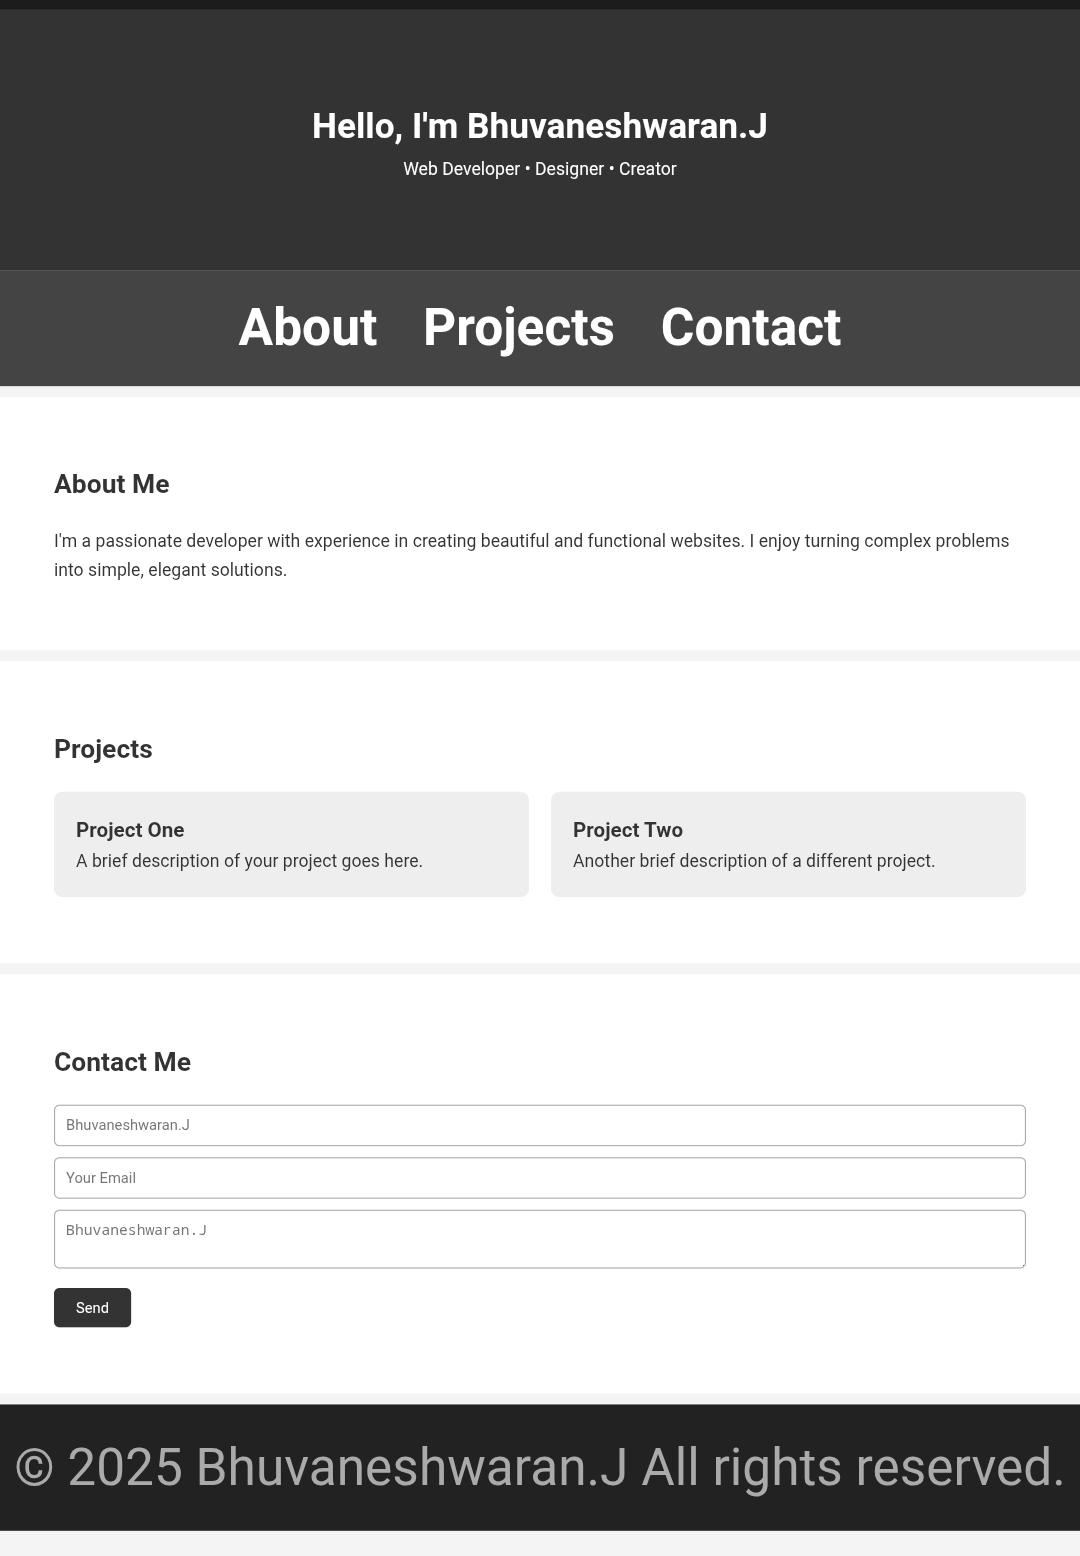 Hello, I'm Bhuvaneshwaran.J
Web Developer • Designer • Creator
About Projects Contact
About Me
I'm a passionate developer with experience in creating beautiful and functional websites. I enjoy turning complex problems
into simple, elegant solutions.
Projects
Project One
A brief description of your project goes here.
Project Two
Another brief description of a different project.
Contact Me
Bhuvaneshwaran.J
Your Email
Bhuvaneshwaran.J
Send
© 2025 Bhuvaneshwaran.J All rights reserved.